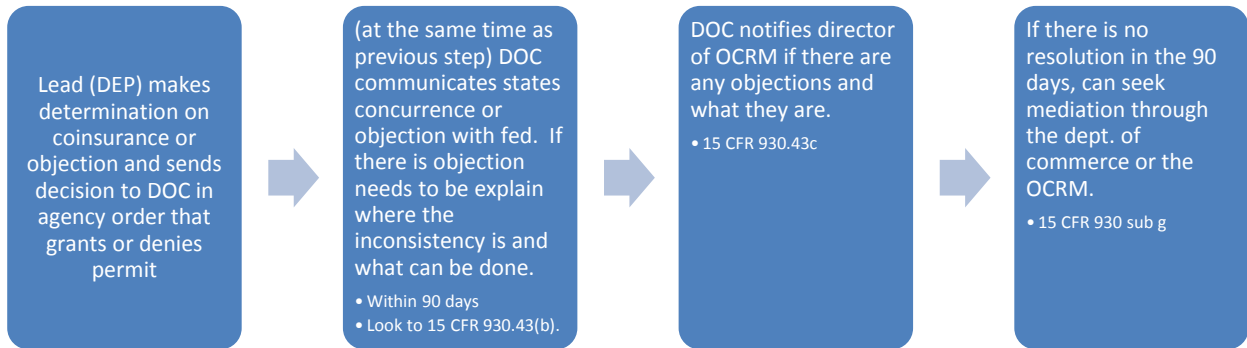 Lead (DEP) makes
determination on
coinsurance or
objection and sends
decision to DOC in
agency order that
grants or denies
permit
(at the same time as
previous step) DOC
communicates states
concurrence or
objection with fed.  If
there is objection
needs to be explain
where the
inconsistency is and
what can be done.
• Within 90 days
• Look to 15 CFR 930.43(b).
DOC notifies director
of OCRM if there are
any objections and
what they are.
• 15 CFR 930.43c
If there is no
resolution in the 90
days, can seek
mediation through
the dept. of
commerce or the
OCRM.
• 15 CFR 930 sub g